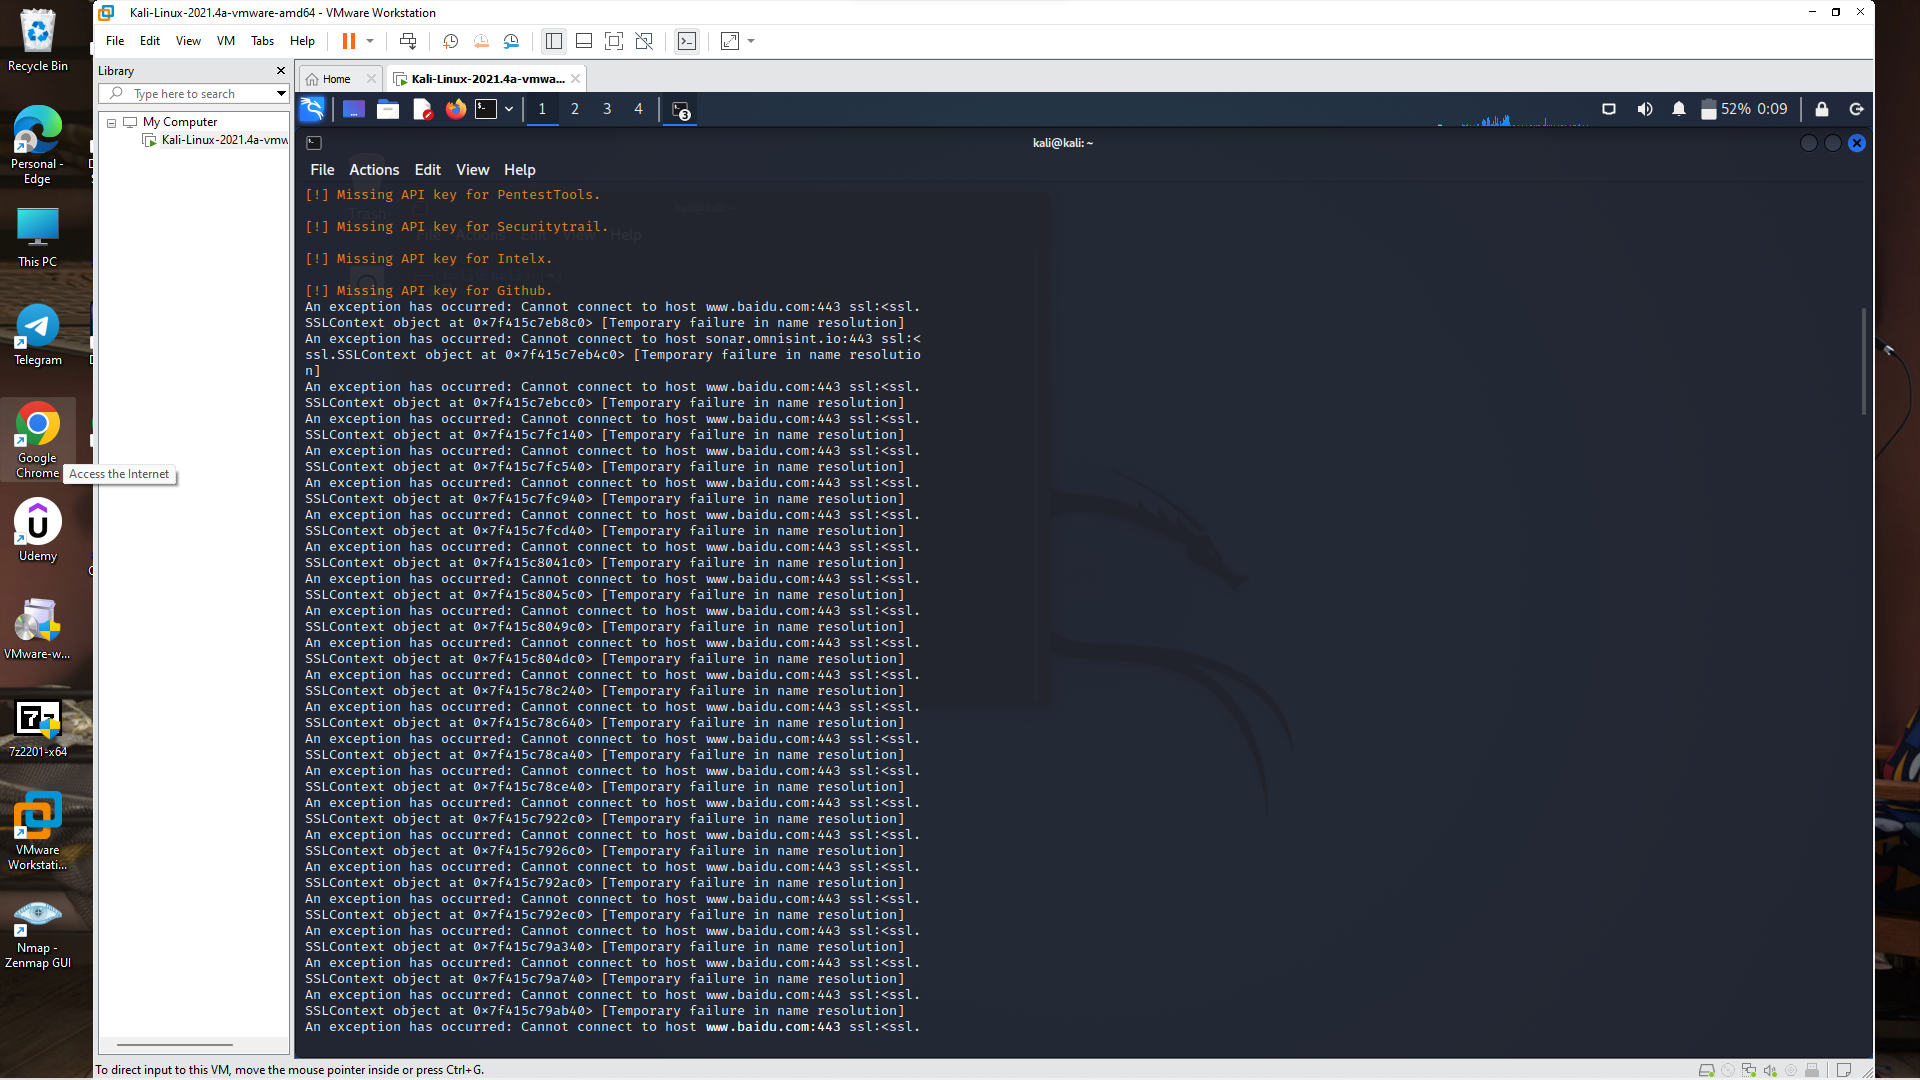 Recycle Bin
Personal -
Edge
This PC
Telegram
Google
Chrome
Access the Internet
Udemy
VMware-w...
7z2201-x64
VMware
Workstati...
Nmap -
Zenmap GUI
Kali-Linux-2021.4a-vmware-amd64 - VMware Workstation
File Edit View VM Tabs Help
Library
Type here to search
My Computer
Kali-Linux-2021.4a-vmw
Home
Kali-Linux-2021.4a-vmwa...
1 2 3 4
3
52% 0:09
kali@kali: ~
File Actions Edit View Help
[!] Missing API key for PentestTools.
[!] Missing API key for Securitytrail.
[!] Missing API key for Intelx.
[!] Missing API key for Github.
An exception has occurred: Cannot connect to host www.baidu.com:443 ssl:<ssl.
SSLContext object at 0×7f415c7eb8c0> [Temporary failure in name resolution]
An exception has occurred: Cannot connect to host sonar.omnisint.io:443 ssl:<
ssl.SSLContext object at 0×7f415c7eb4c0> [Temporary failure in name resolutio
n]
An exception has occurred: Cannot connect to host www.baidu.com:443 ssl:<ssl.
SSLContext object at 0×7f415c7ebcc0> [Temporary failure in name resolution]
An exception has occurred: Cannot connect to host www.baidu.com:443 ssl:<ssl.
SSLContext object at 0×7f415c7fc140> [Temporary failure in name resolution]
An exception has occurred: Cannot connect to host www.baidu.com:443 ssl:<ssl.
SSLContext object at 0×7f415c7fc540> [Temporary failure in name resolution]
An exception has occurred: Cannot connect to host www.baidu.com:443 ssl:<ssl.
SSLContext object at 0×7f415c7fc940> [Temporary failure in name resolution]
An exception has occurred: Cannot connect to host www.baidu.com:443 ssl:<ssl.
SSLContext object at 0×7f415c7fcd40> [Temporary failure in name resolution]
An exception has occurred: Cannot connect to host www.baidu.com:443 ssl:<ssl.
SSLContext object at 0×7f415c8041c0> [Temporary failure in name resolution]
An exception has occurred: Cannot connect to host www.baidu.com:443 ssl:<ssl.
SSLContext object at 0×7f415c8045c0> [Temporary failure in name resolution]
An exception has occurred: Cannot connect to host www.baidu.com:443 ssl:<ssl.
SSLContext object at 0×7f415c8049c0> [Temporary failure in name resolution]
An exception has occurred: Cannot connect to host www.baidu.com:443 ssl:<ssl.
SSLContext object at 0×7f415c804dc0> [Temporary failure in name resolution]
An exception has occurred: Cannot connect to host www.baidu.com:443 ssl:<ssl.
SSLContext object at 0×7f415c78c240> [Temporary failure in name resolution]
An exception has occurred: Cannot connect to host www.baidu.com:443 ssl:<ssl.
SSLContext object at 0×7f415c78c640> [Temporary failure in name resolution]
An exception has occurred: Cannot connect to host www.baidu.com:443 ssl:<ssl.
SSLContext object at 0×7f415c78ca40> [Temporary failure in name resolution]
An exception has occurred: Cannot connect to host www.baidu.com:443 ssl:<ssl.
SSLContext object at 0×7f415c78ce40> [Temporary failure in name resolution]
An exception has occurred: Cannot connect to host www.baidu.com:443 ssl:<ssl.
SSLContext object at 0×7f415c7922c0> [Temporary failure in name resolution]
An exception has occurred: Cannot connect to host www.baidu.com:443 ssl:<ssl.
SSLContext object at 0×7f415c7926c0> [Temporary failure in name resolution]
An exception has occurred: Cannot connect to host www.baidu.com:443 ssl:<ssl.
SSLContext object at 0×7f415c792ac0> [Temporary failure in name resolution]
An exception has occurred: Cannot connect to host www.baidu.com:443 ssl:<ssl.
SSLContext object at 0×7f415c792ec0> [Temporary failure in name resolution]
An exception has occurred: Cannot connect to host www.baidu.com:443 ssl:<ssl.
SSLContext object at 0×7f415c79a340> [Temporary failure in name resolution]
An exception has occurred: Cannot connect to host www.baidu.com:443 ssl:<ssl.
SSLContext object at 0×7f415c79a740> [Temporary failure in name resolution]
An exception has occurred: Cannot connect to host www.baidu.com:443 ssl:<ssl.
SSLContext object at 0×7f415c79ab40> [Temporary failure in name resolution]
An exception has occurred: Cannot connect to host www.baidu.com:443 ssl:<ssl.
To direct input to this VM, move the mouse pointer inside or press Ctrl+G.